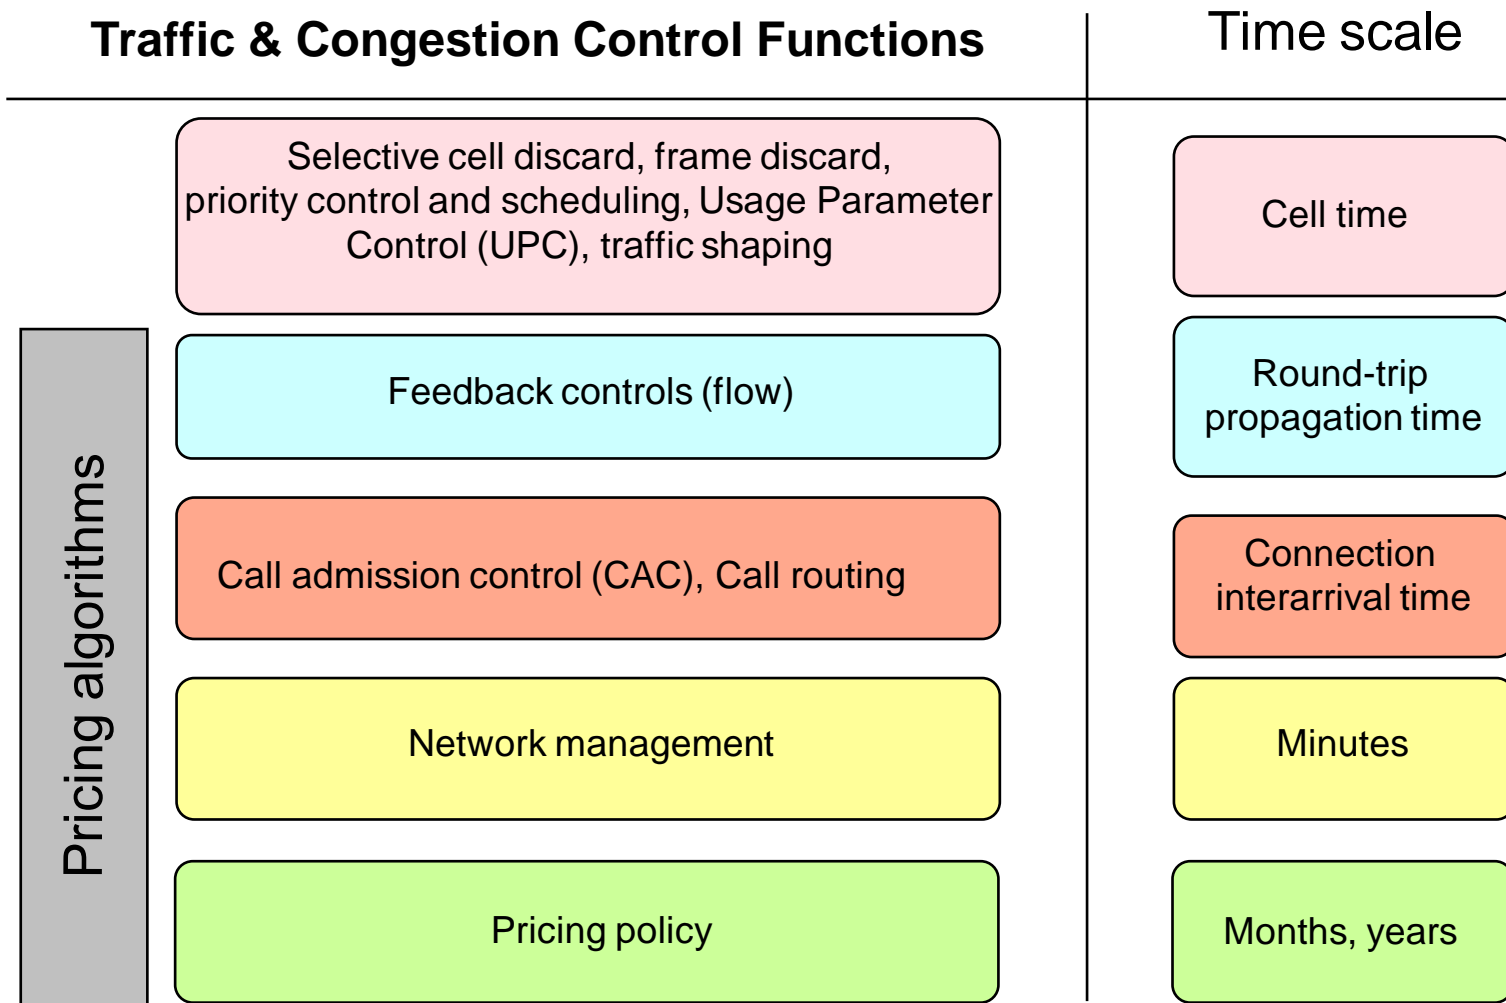 Traffic & Congestion Control Functions
Time scale
Selective cell discard, frame discard,
priority control and scheduling, Usage Parameter
Control (UPC), traffic shaping
Cell time
Pricing algorithms
Feedback controls (flow)
Round-trip
propagation time
Call admission control (CAC), Call routing
Connection
interarrival time
Network management
Minutes
Pricing policy
Months, years